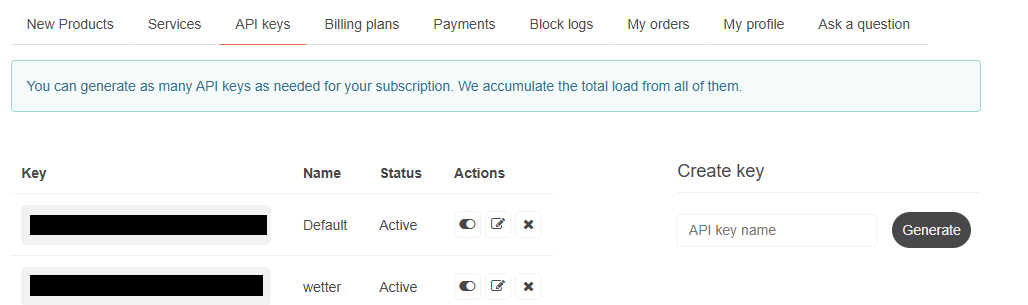 New Products Services API keys Billing plans Payments Block logs My orders My profile Ask a question
You can generate as many API keys as needed for your subscription. We accumulate the total load from all of them.
Key Name Status Actions
Default Active
wetter Active
Create key
API key name Generate